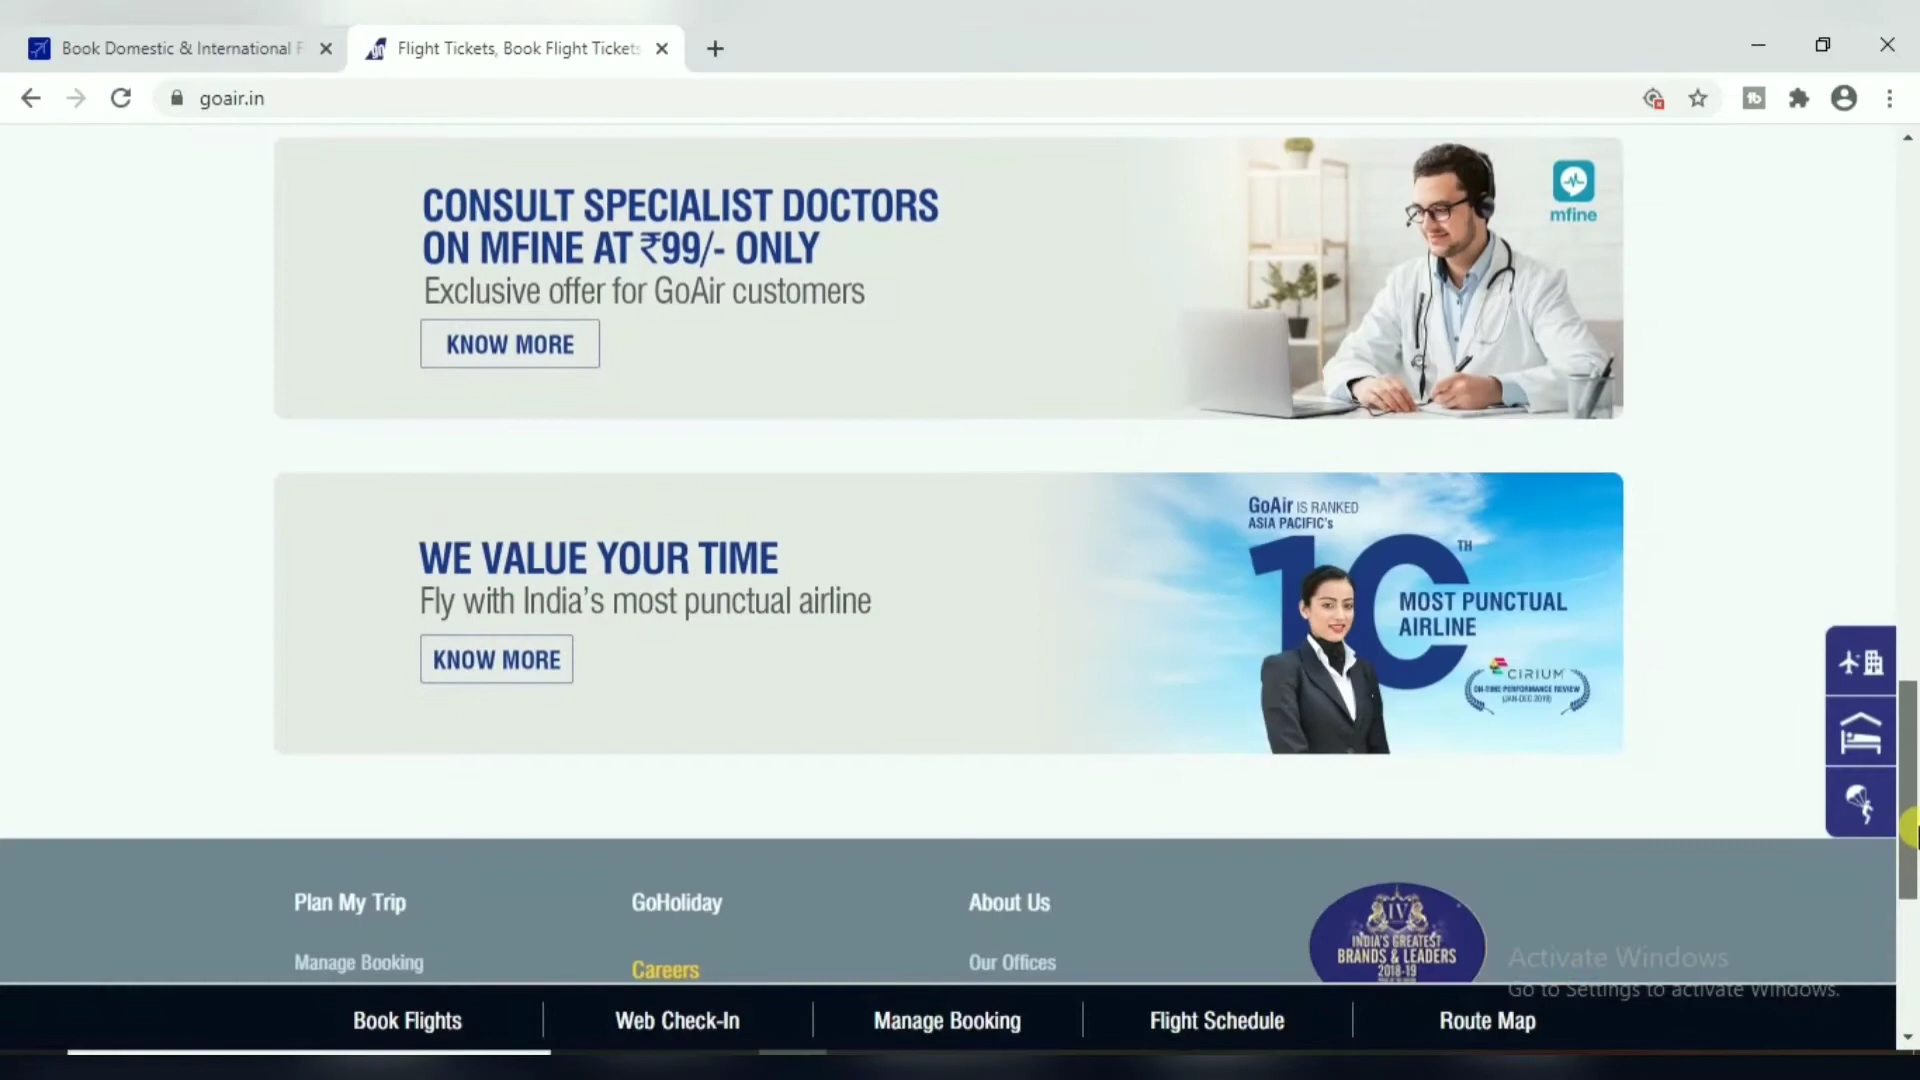 Book Domestic & International F
Flight Tickets, Book Flight Tickets
goair.in
CONSULT SPECIALIST DOCTORS
ON MFINE AT ₹99/- ONLY
Exclusive offer for GoAir customers
KNOW MORE
mfine
WE VALUE YOUR TIME
Fly with India's most punctual airline
KNOW MORE
GoAir IS RANKED
ASIA PACIFIC's
10TH
MOST PUNCTUAL
AIRLINE
CIRIUM
ON-TIME PERFORMANCE REVIEW
(JAN-DEC 2019)
Plan My Trip
GoHoliday
About Us
Manage Booking
Careers
Our Offices
IV
INDIA'S GREATEST
BRANDS & LEADERS
2018-19
Activate Windows
Go to Settings to activate Windows.
Book Flights
Web Check-In
Manage Booking
Flight Schedule
Route Map